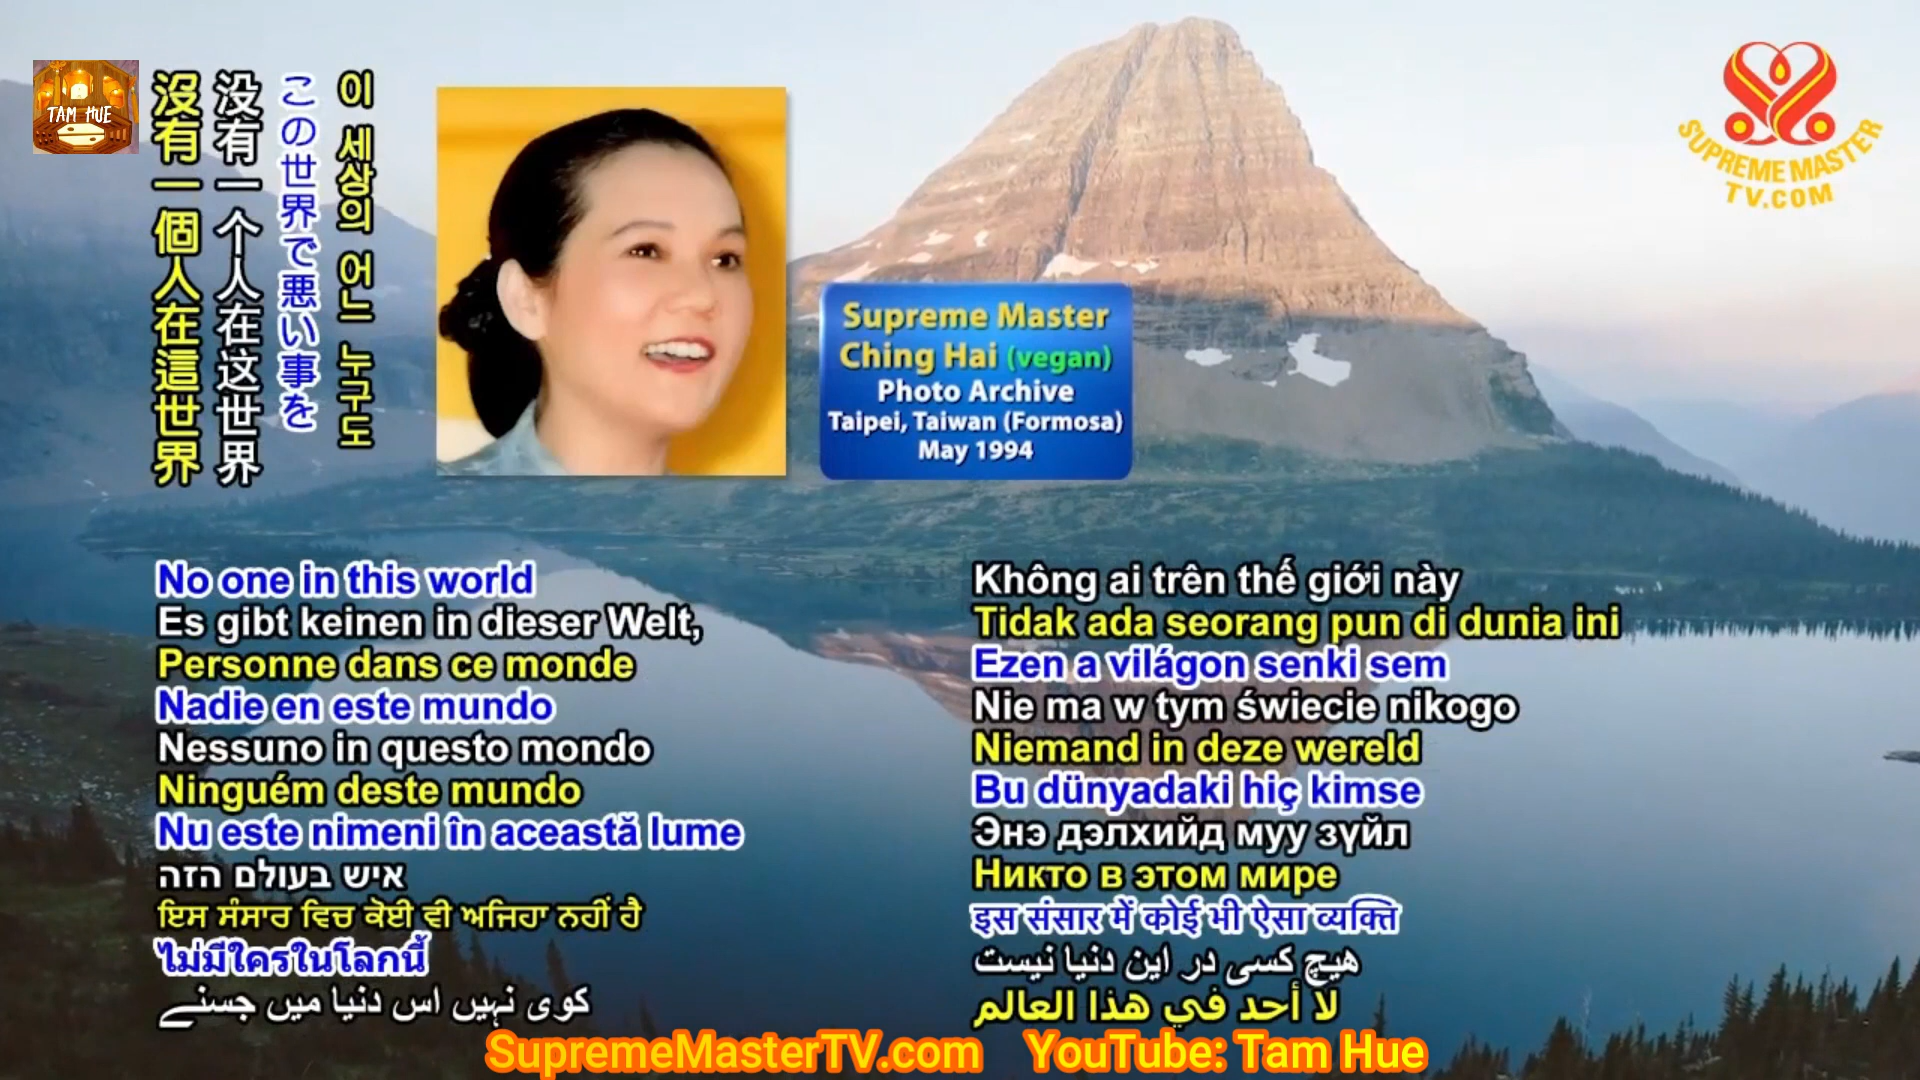 TAM HUE
沒有一個人在這世界
没有一个人在这世界
この世界で悪い事を
이 세상의 어느 누구도
Supreme Master
Ching Hai (vegan)
Photo Archive
Taipei, Taiwan (Formosa)
May 1994
SUPREME MASTER
TV.COM
No one in this world
Es gibt keinen in dieser Welt,
Personne dans ce monde
Nadie en este mundo
Nessuno in questo mondo
Ninguém deste mundo
Nu este nimeni în această lume
איש בעולם הזה
ਇਸ ਸੰਸਾਰ ਵਿਚ ਕੋਈ ਵੀ ਅਜਿਹਾ ਨਹੀਂ ਹੈ
ไม่มีใครในโลกนี้
کوی نہیں اس دنیا میں جسنے
Không ai trên thế giới này
Tidak ada seorang pun di dunia ini
Ezen a világon senki sem
Nie ma w tym świecie nikogo
Niemand in deze wereld
Bu dünyadaki hiç kimse
Энэ дэлхийд муу зүйл
Никто в этом мире
इस संसार में कोई भी ऐसा व्यक्ति
هیچ کسی در این دنیا نیست
لا أحد في هذا العالم
SupremeMasterTV.com YouTube: Tam Hue